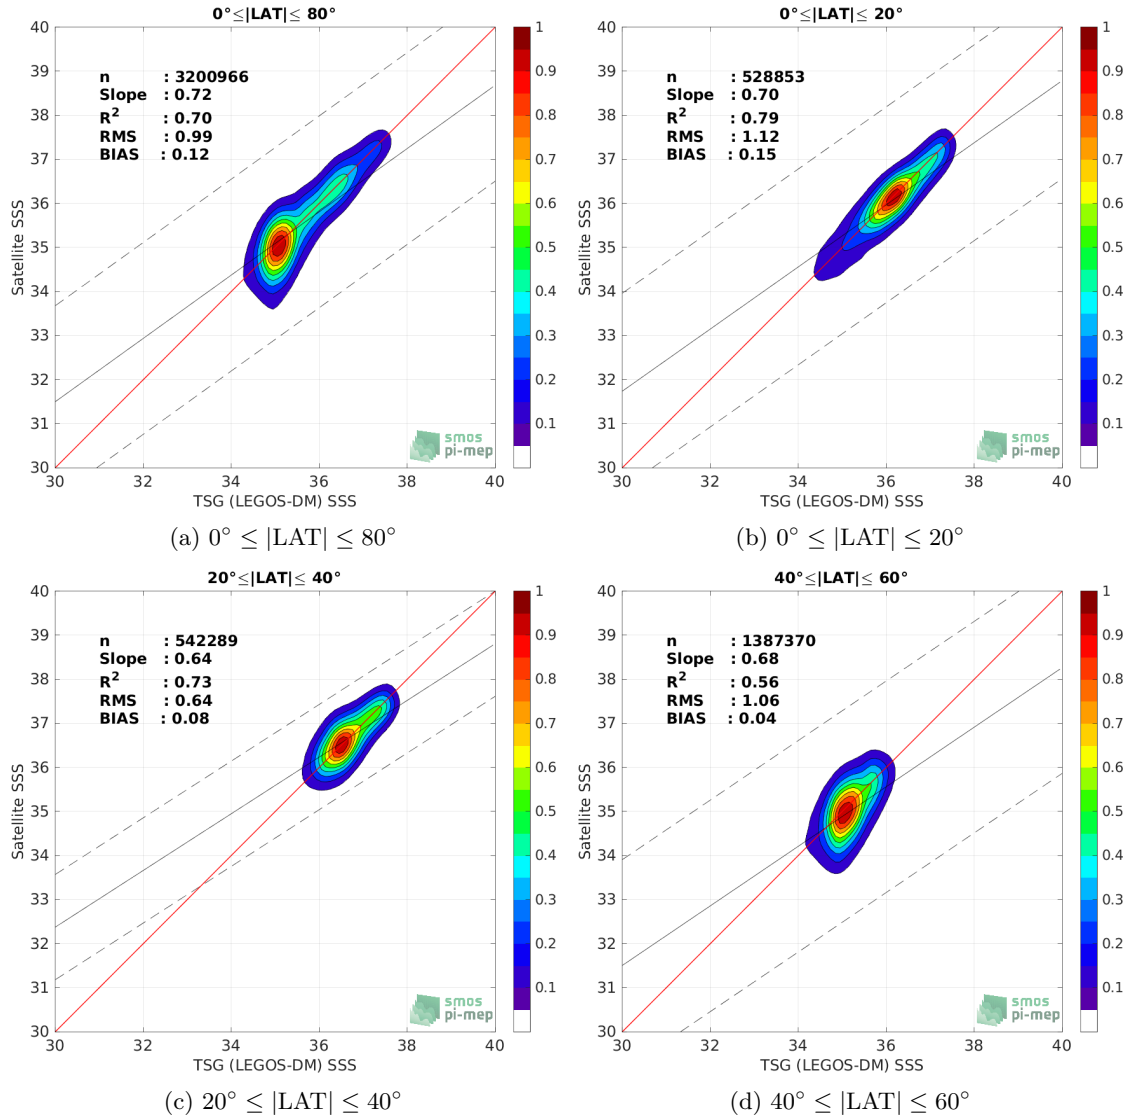 0°≤|LAT|≤ 80°
40
39
38
37
36
35
34
33
32
31
30
Satellite SSS
n : 3200966
Slope : 0.72
R² : 0.70
RMS : 0.99
BIAS : 0.12
smos
pi-mep
30 32 34 36 38 40
TSG (LEGOS-DM) SSS
1
0.9
0.8
0.7
0.6
0.5
0.4
0.3
0.2
0.1
(a) 0° ≤ |LAT| ≤ 80°
0°≤|LAT|≤ 20°
40
39
38
37
36
35
34
33
32
31
30
Satellite SSS
n : 528853
Slope : 0.70
R² : 0.79
RMS : 1.12
BIAS : 0.15
smos
pi-mep
30 32 34 36 38 40
TSG (LEGOS-DM) SSS
1
0.9
0.8
0.7
0.6
0.5
0.4
0.3
0.2
0.1
(b) 0° ≤ |LAT| ≤ 20°
20°≤|LAT|≤ 40°
40
39
38
37
36
35
34
33
32
31
30
Satellite SSS
n : 542289
Slope : 0.64
R² : 0.73
RMS : 0.64
BIAS : 0.08
smos
pi-mep
30 32 34 36 38 40
TSG (LEGOS-DM) SSS
1
0.9
0.8
0.7
0.6
0.5
0.4
0.3
0.2
0.1
(c) 20° ≤ |LAT| ≤ 40°
40°≤|LAT|≤ 60°
40
39
38
37
36
35
34
33
32
31
30
Satellite SSS
n : 1387370
Slope : 0.68
R² : 0.56
RMS : 1.06
BIAS : 0.04
smos
pi-mep
30 32 34 36 38 40
TSG (LEGOS-DM) SSS
1
0.9
0.8
0.7
0.6
0.5
0.4
0.3
0.2
0.1
(d) 40° ≤ |LAT| ≤ 60°